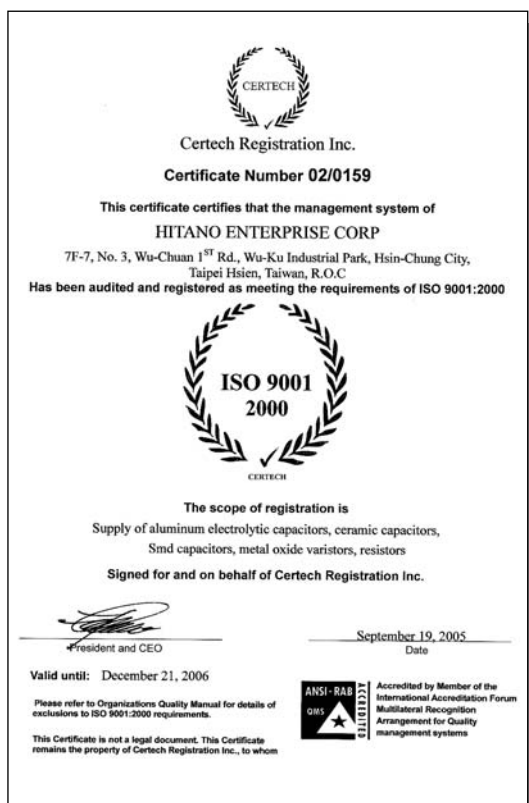 CERTECH
Certech Registration Inc.
Certificate Number 02/0159
This certificate certifies that the management system of
HITANO ENTERPRISE CORP
7F-7, No. 3, Wu-Chuan 1ST Rd., Wu-Ku Industrial Park, Hsin-Chung City,
Taipei Hsien, Taiwan, R.O.C
Has been audited and registered as meeting the requirements of ISO 9001:2000
ISO 9001
2000
CERTECH
The scope of registration is
Supply of aluminum electrolytic capacitors, ceramic capacitors,
Smd capacitors, metal oxide varistors, resistors
Signed for and on behalf of Certech Registration Inc.
President and CEO
September 19, 2005
Date
Valid until: December 21, 2006
Please refer to Organizations Quality Manual for details of
exclusions to ISO 9001:2000 requirements.
This Certificate is not a legal document. This Certificate
remains the property of Certech Registration Inc., to whom
ANSI-RAB
QMS
ACCREDITED
Accredited by Member of the
International Accreditation Forum
Multilateral Recognition
Arrangement for Quality
management systems